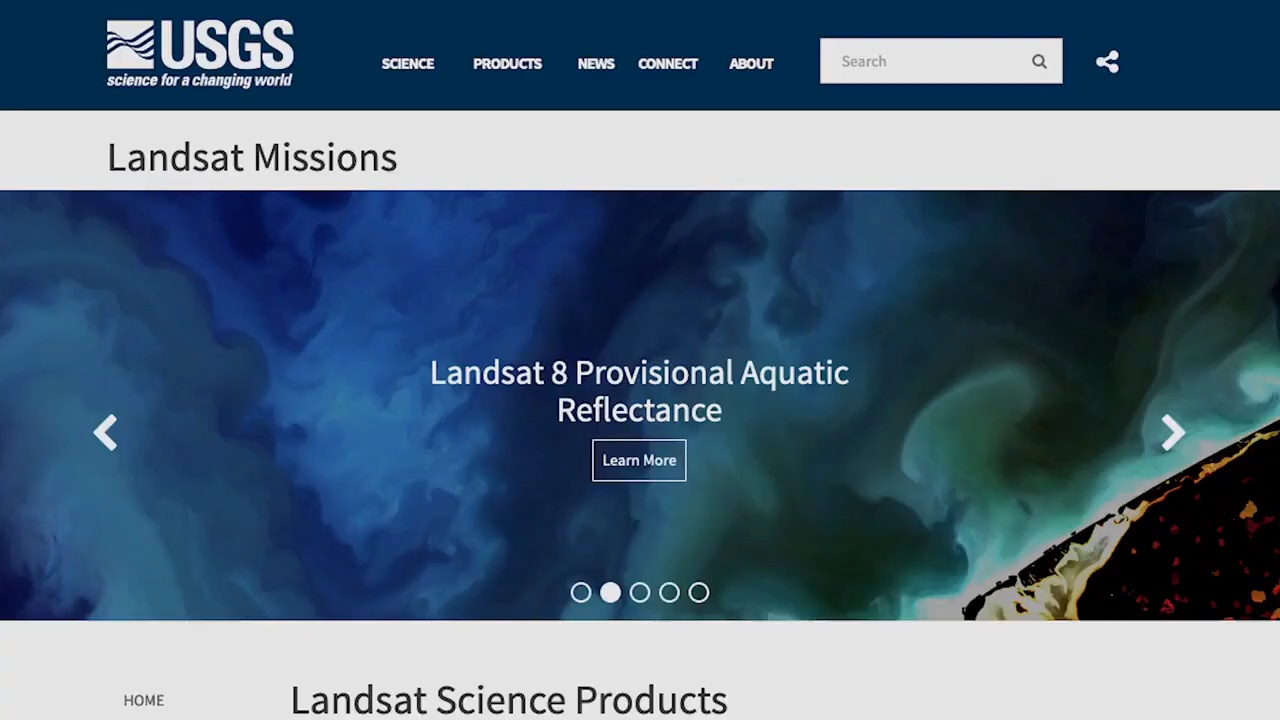 USGS
science for a changing world
SCIENCE PRODUCTS NEWS CONNECT ABOUT Search
Landsat Missions
Landsat 8 Provisional Aquatic
Reflectance
Learn More
HOME
Landsat Science Products